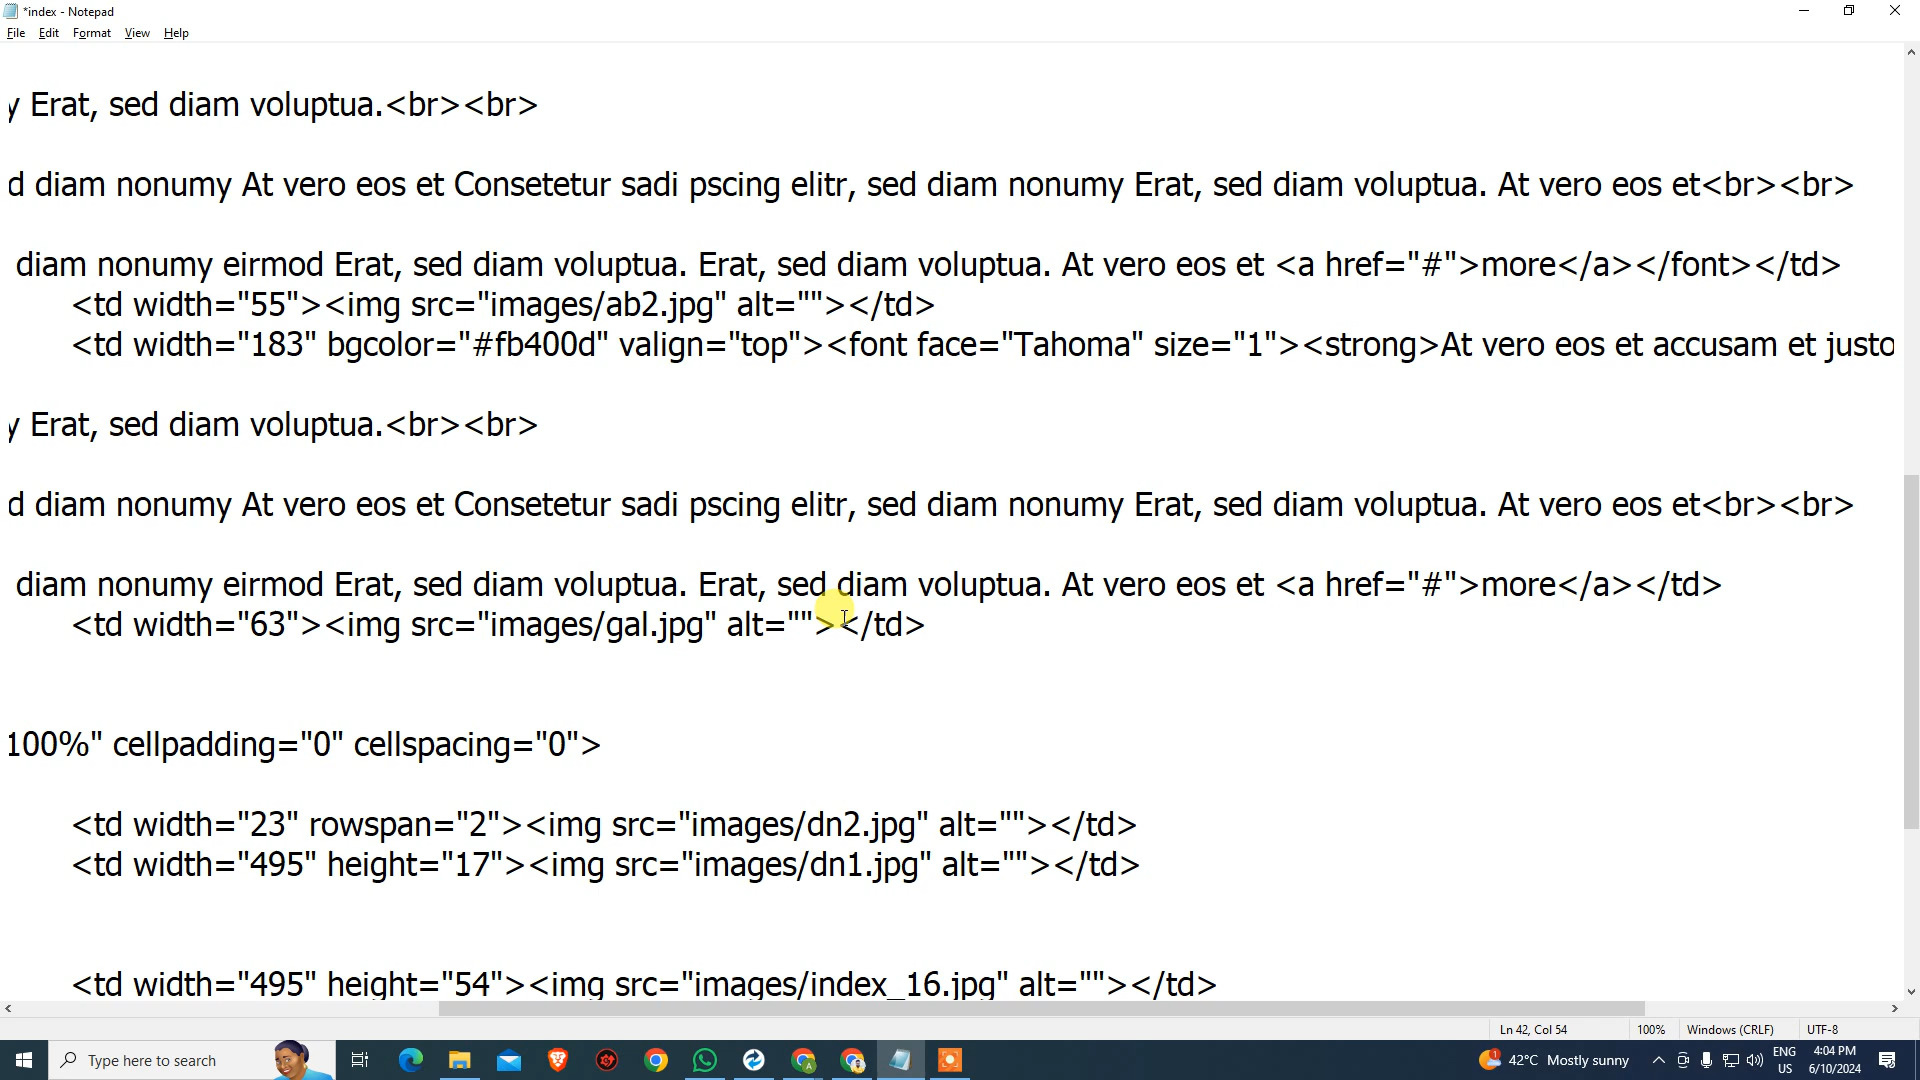 *index - Notepad
File Edit Format View Help
y Erat, sed diam voluptua.<br><br>
d diam nonumy At vero eos et Consetetur sadi pscing elitr, sed diam nonumy Erat, sed diam voluptua. At vero eos et<br><br>
diam nonumy eirmod Erat, sed diam voluptua. Erat, sed diam voluptua. At vero eos et <a href="#">more</a></font></td>
<td width="55"><img src="images/ab2.jpg" alt=""></td>
<td width="183" bgcolor="#fb400d" valign="top"><font face="Tahoma" size="1"><strong>At vero eos et accusam et justo
y Erat, sed diam voluptua.<br><br>
d diam nonumy At vero eos et Consetetur sadi pscing elitr, sed diam nonumy Erat, sed diam voluptua. At vero eos et<br><br>
diam nonumy eirmod Erat, sed diam voluptua. Erat, sed diam voluptua. At vero eos et <a href="#">more</a></td>
<td width="63"><img src="images/gal.jpg" alt=""></td>
100%" cellpadding="0" cellspacing="0">
<td width="23" rowspan="2"><img src="images/dn2.jpg" alt=""></td>
<td width="495" height="17"><img src="images/dn1.jpg" alt=""></td>
<td width="495" height="54"><img src="images/index_16.jpg" alt=""></td>
Ln 42, Col 54 100% Windows (CRLF) UTF-8
Type here to search 42°C Mostly sunny ENG US 4:04 PM 6/10/2024